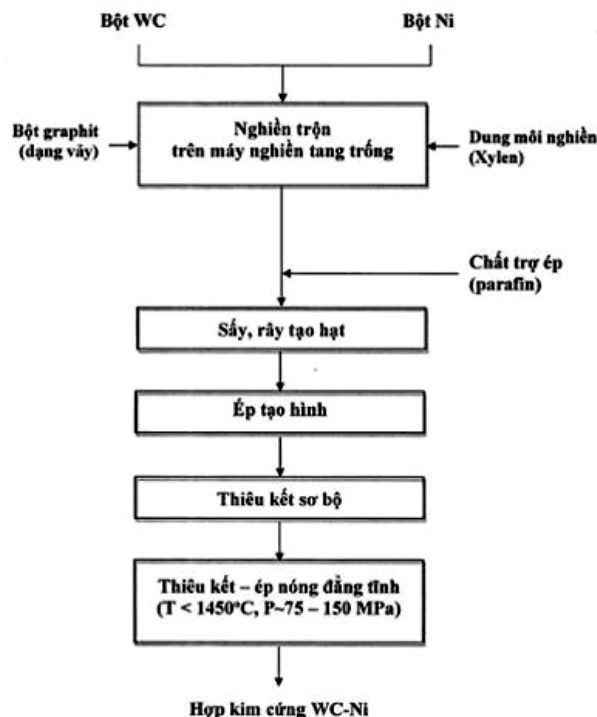 Bột WC
Bột Ni
Nghiền trộn
trên máy nghiền tang trống
Bột graphit
(dạng vảy)
Dung môi nghiền
(Xylen)
Chất trợ ép
(parafin)
Sấy, rây tạo hạt
Ép tạo hình
Thiêu kết sơ bộ
Thiêu kết – ép nóng đẳng tĩnh
(T < 1450ºC, P~75 – 150 MPa)
Hợp kim cứng WC-Ni